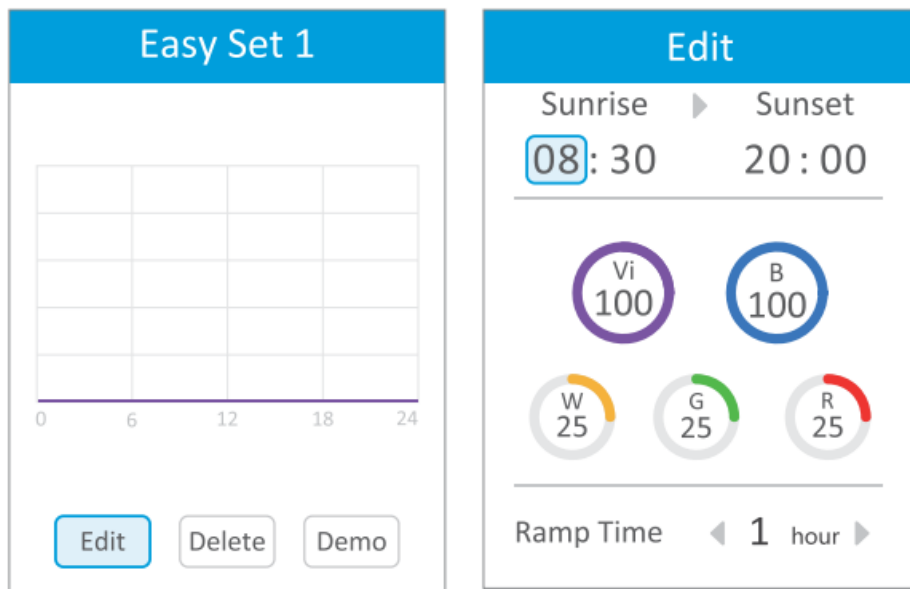 Easy Set 1
0 6 12 18 24
Edit Delete Demo
Edit
Sunrise Sunset
08: 30 20 : 00
Vi B
100 100
W G R
25 25 25
Ramp Time 1 hour